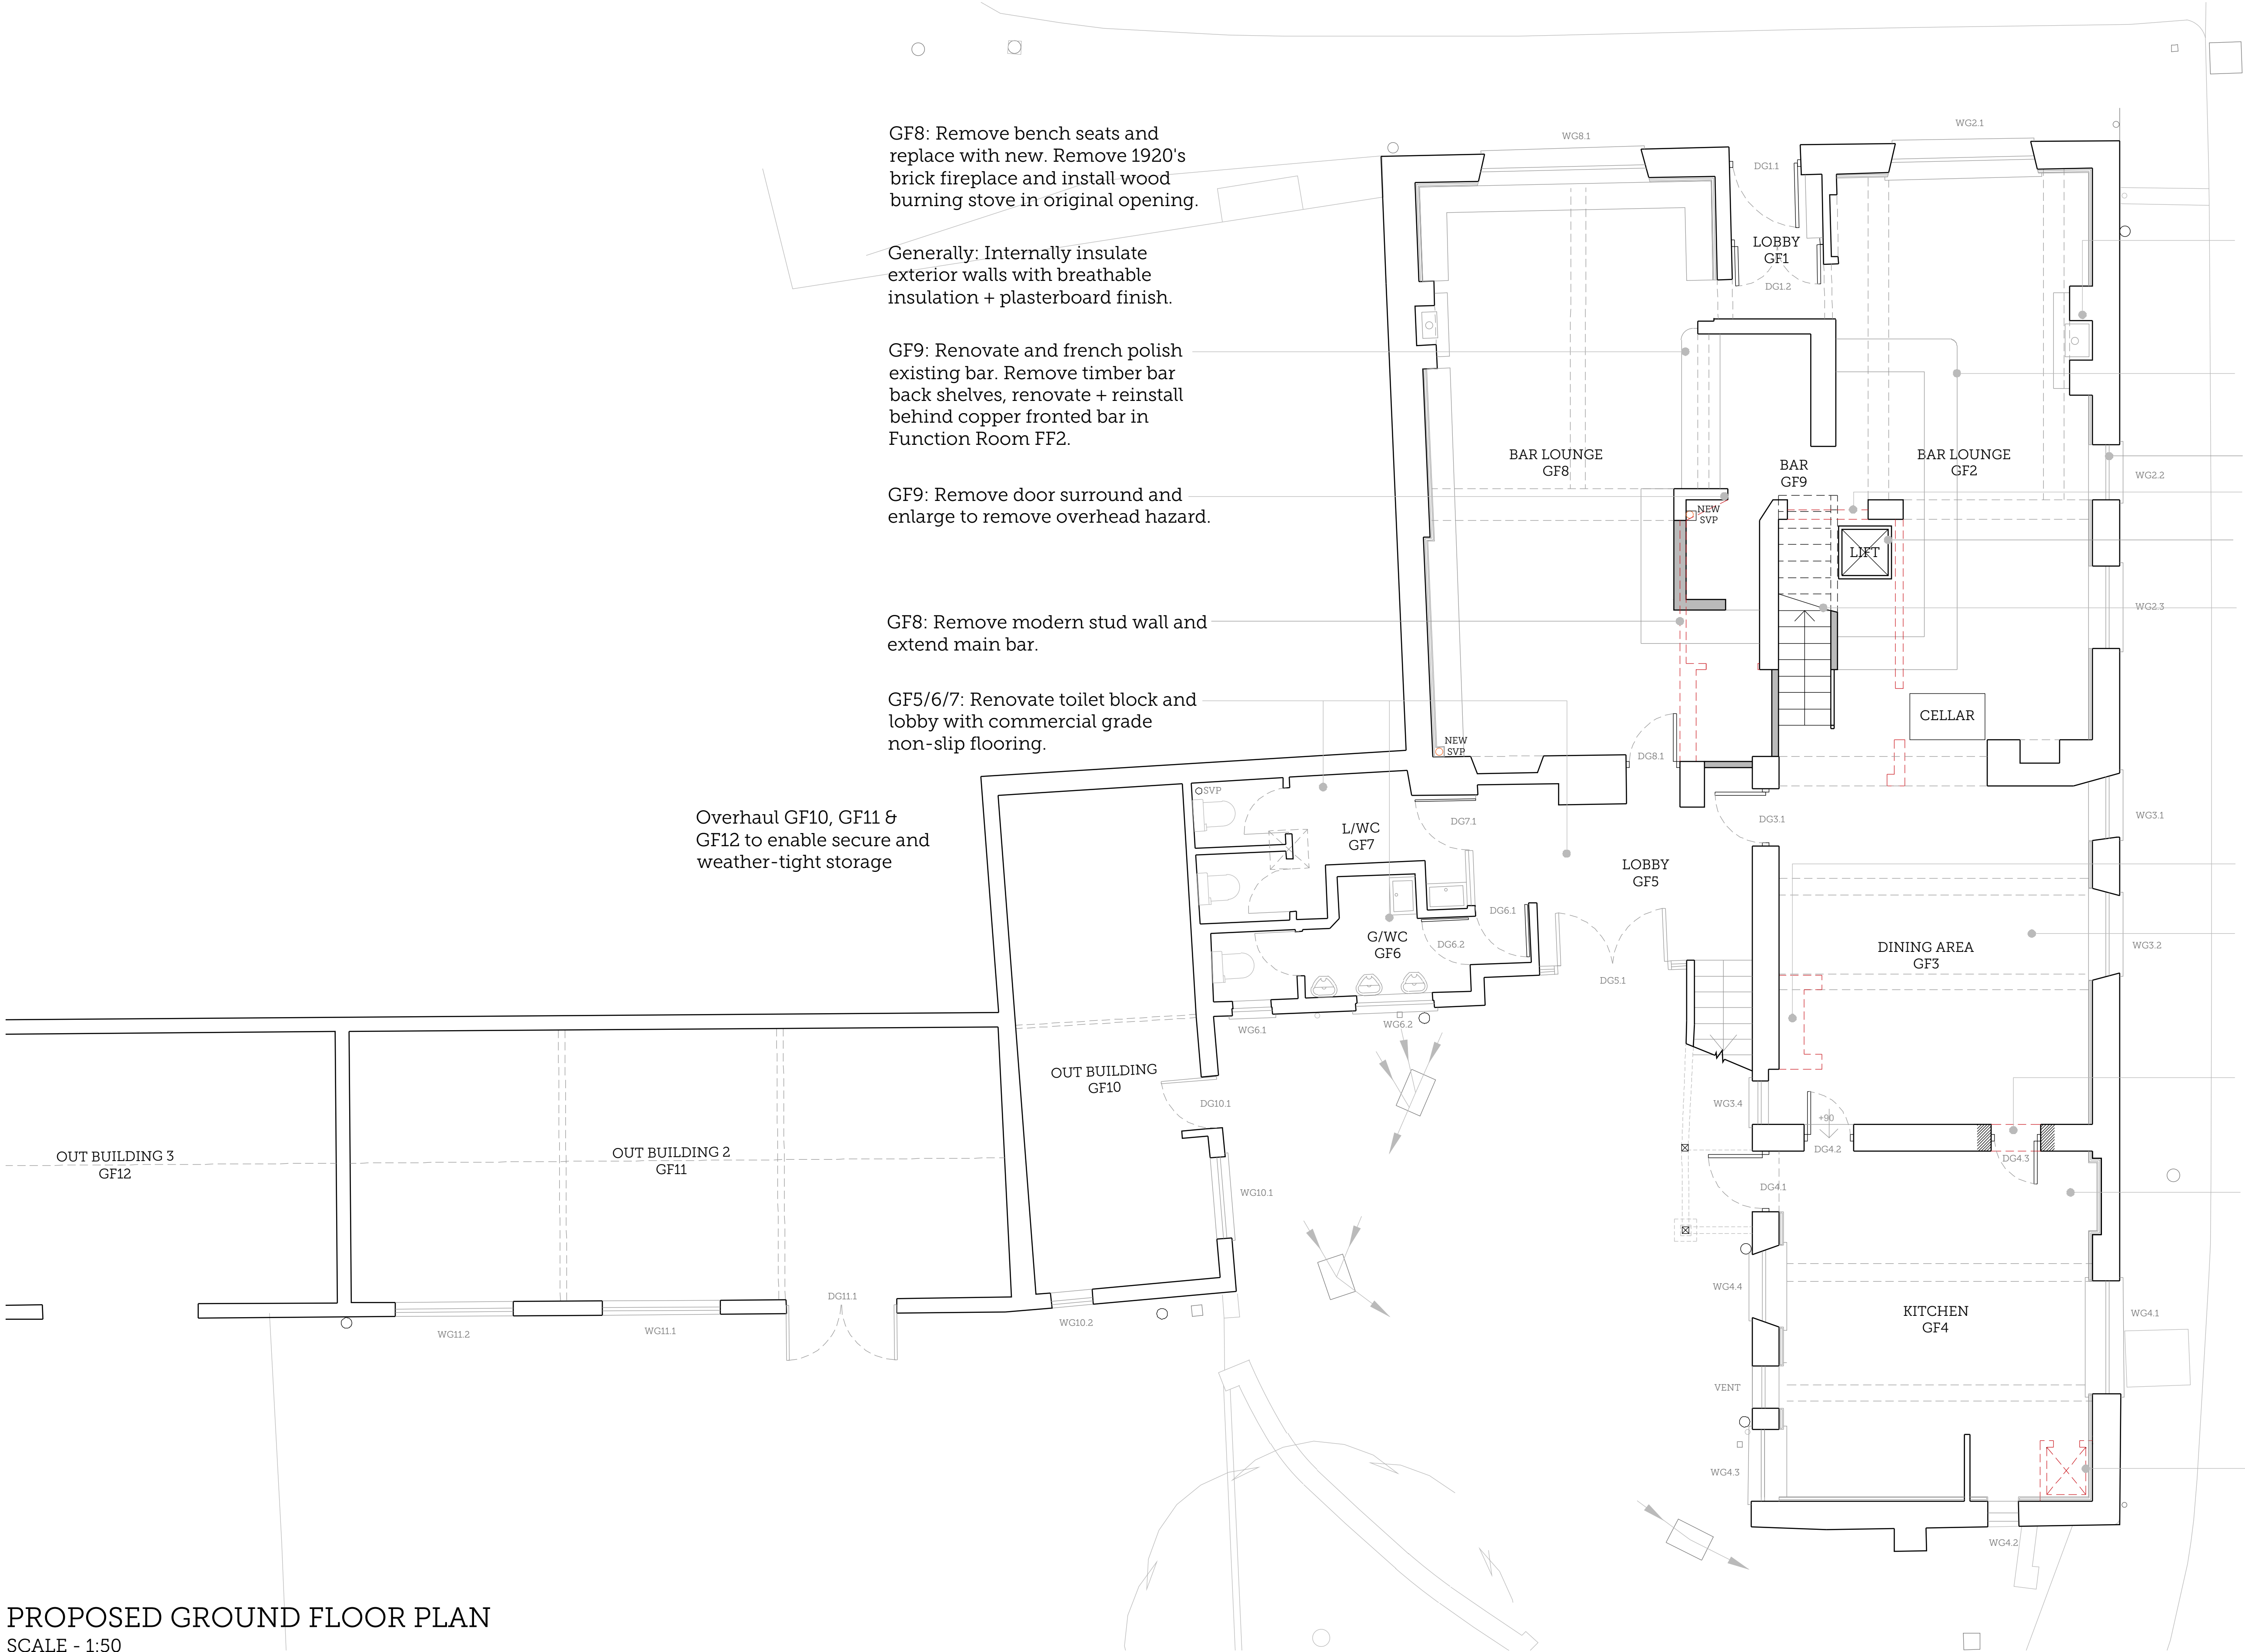 GF8: Remove bench seats and
replace with new. Remove 1920's
brick fireplace and install wood
burning stove in original opening.
Generally: Internally insulate
exterior walls with breathable
insulation + plasterboard finish.
GF9: Renovate and french polish
existing bar. Remove timber bar
back shelves, renovate + reinstall
behind copper fronted bar in
Function Room FF2.
GF9: Remove door surround and
enlarge to remove overhead hazard.
GF8: Remove modern stud wall and
extend main bar.
GF5/6/7: Renovate toilet block and
lobby with commercial grade
non-slip flooring.
Overhaul GF10, GF11 &
GF12 to enable secure and
weather-tight storage
WG8.1
DG1.1
WG2.1
LOBBY
GF1
DG1.2
BAR LOUNGE
GF8
BAR
GF9
BAR LOUNGE
GF2
WG2.2
NEW
SVP
LIFT
WG2.3
CELLAR
NEW
SVP
DG8.1
SVP
L/WC
GF7
DG7.1
DG3.1
WG3.1
LOBBY
GF5
G/WC
GF6
DG6.1
DG6.2
DG5.1
DINING AREA
GF3
WG3.2
WG6.1
WG6.2
OUT BUILDING
GF10
DG10.1
WG3.4
+90
DG4.2
DG4.3
OUT BUILDING 3
GF12
OUT BUILDING 2
GF11
WG10.1
DG4.1
WG4.4
KITCHEN
GF4
WG4.1
DG11.1
WG11.2
WG11.1
WG10.2
VENT
WG4.3
WG4.2
PROPOSED GROUND FLOOR PLAN
SCALE - 1:50